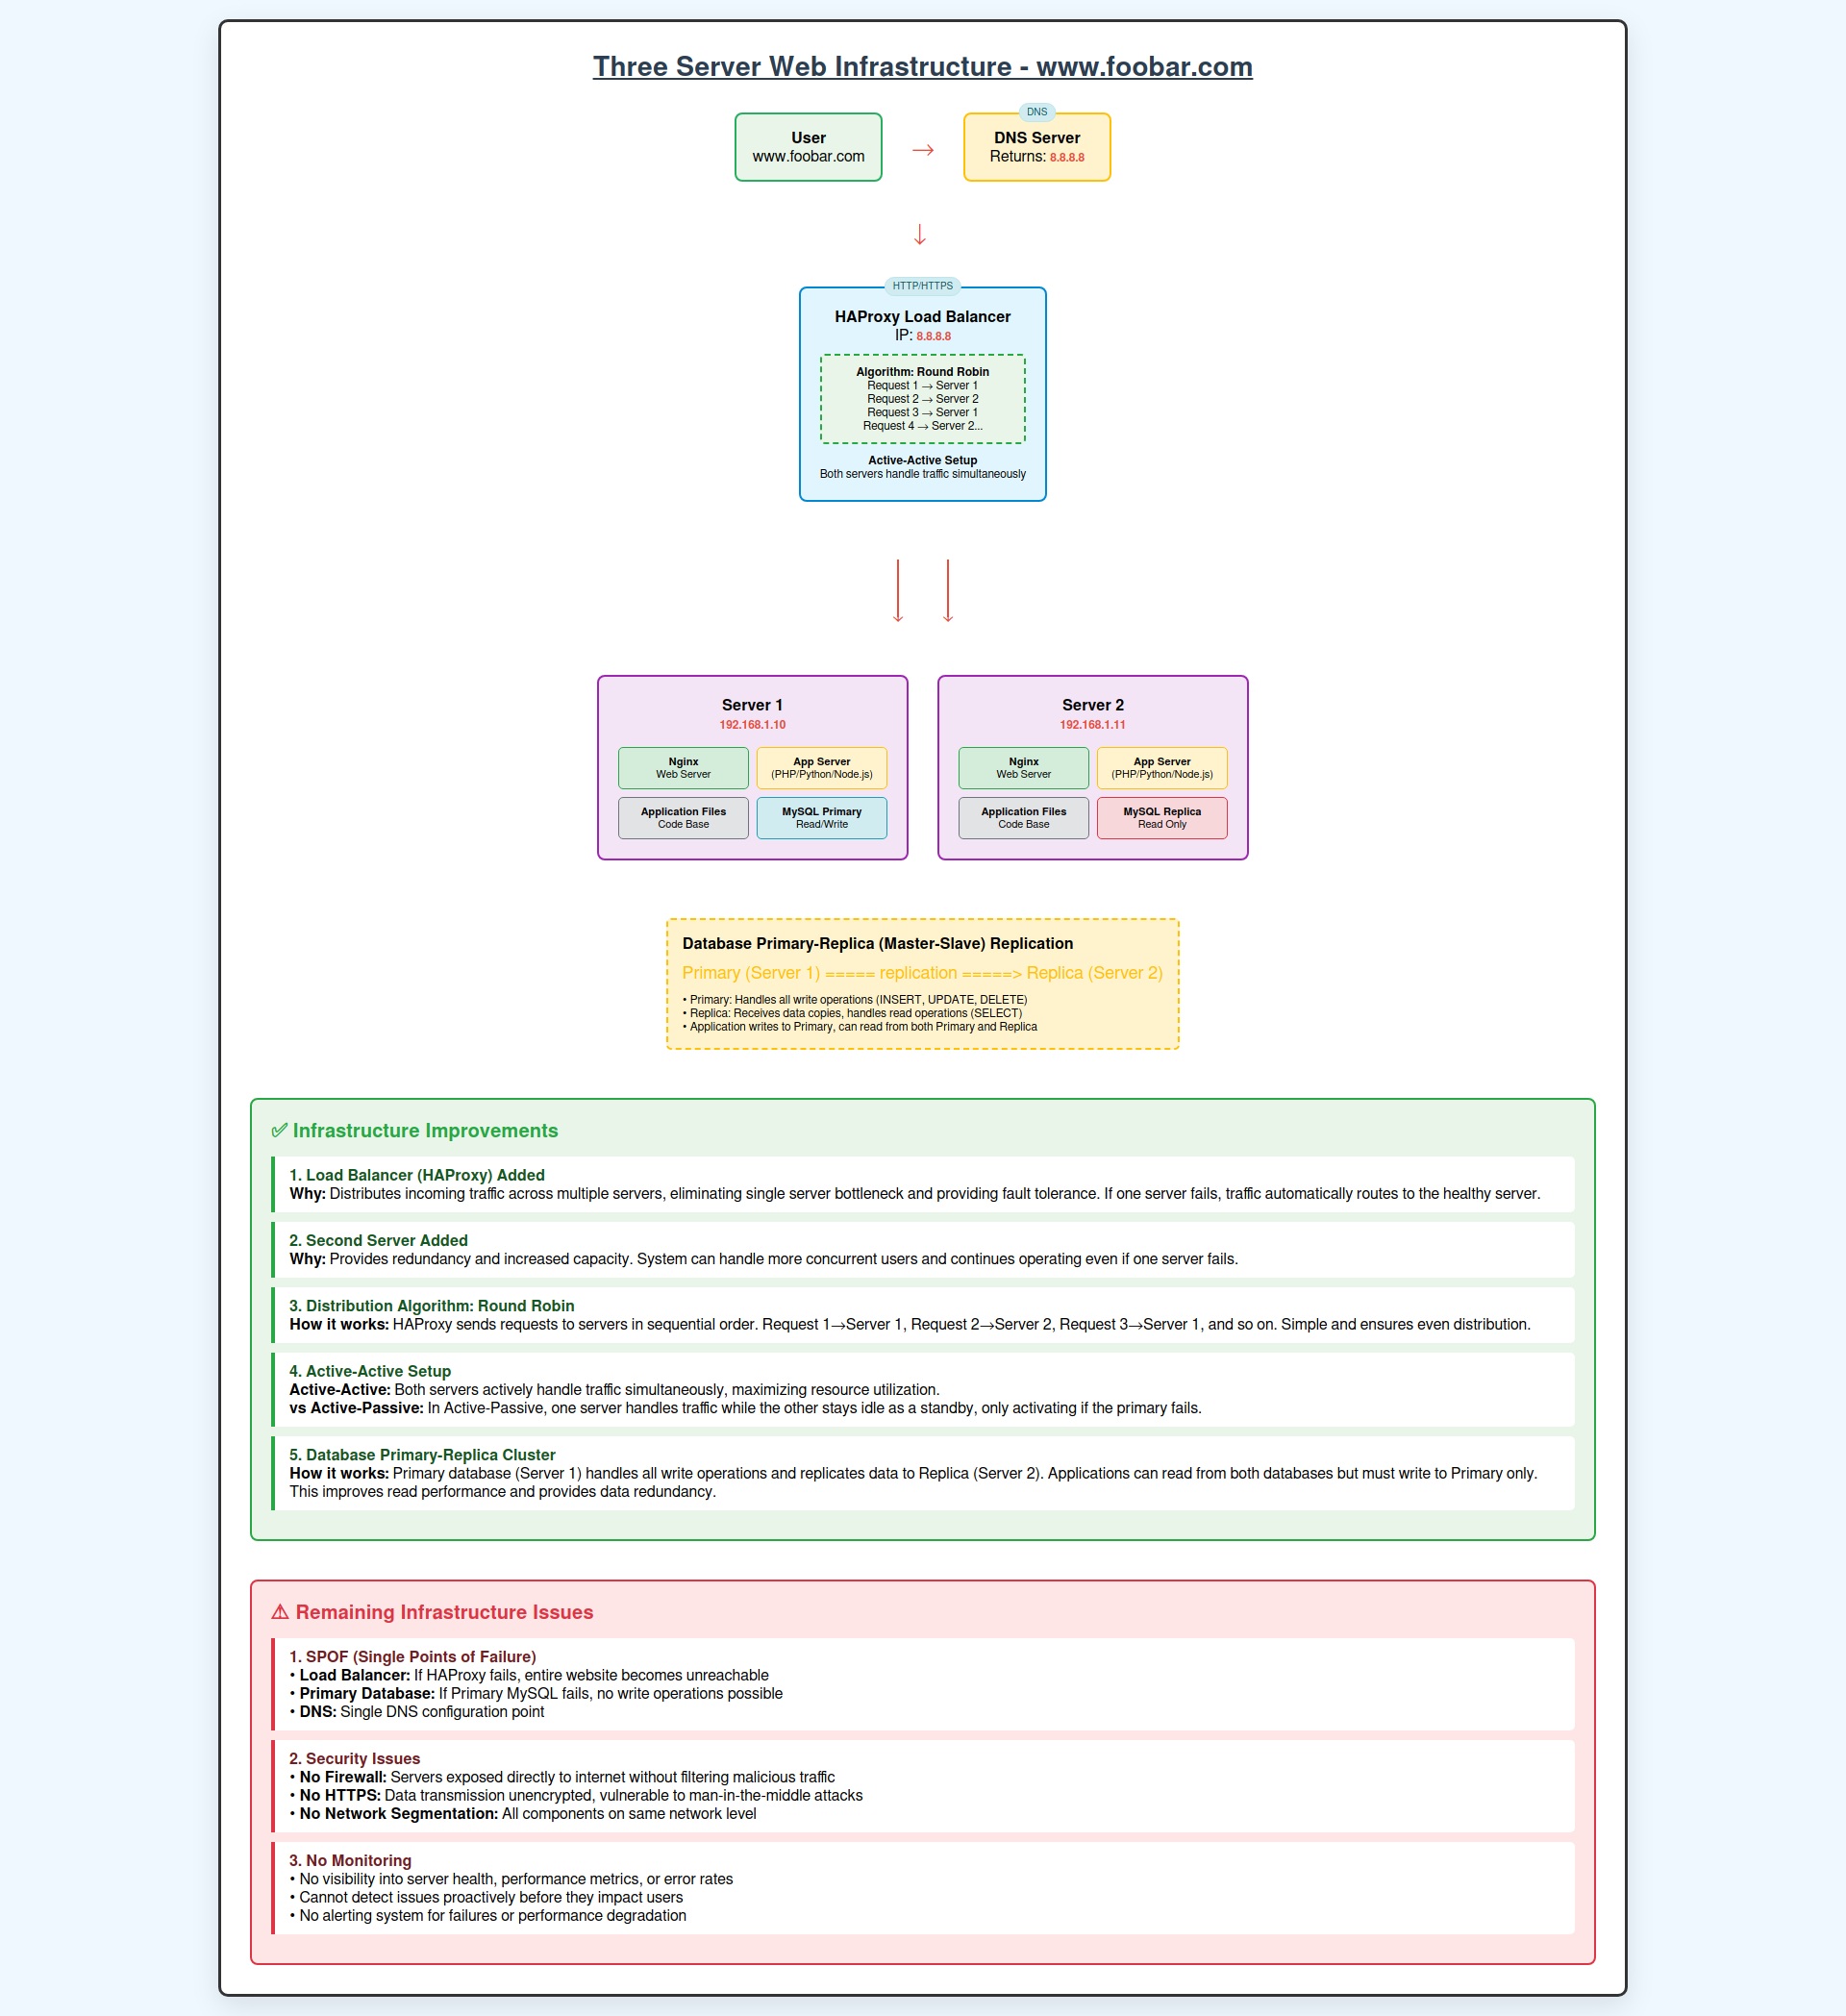 Three Server Web Infrastructure - www.foobar.com
User
www.foobar.com
→
DNS
DNS Server
Returns: 8.8.8.8
↓
HTTP/HTTPS
HAProxy Load Balancer
IP: 8.8.8.8
Algorithm: Round Robin
Request 1 → Server 1
Request 2 → Server 2
Request 3 → Server 1
Request 4 → Server 2...
Active-Active Setup
Both servers handle traffic simultaneously
Server 1
192.168.1.10
Nginx
Web Server
App Server
(PHP/Python/Node.js)
Application Files
Code Base
MySQL Primary
Read/Write
Server 2
192.168.1.11
Nginx
Web Server
App Server
(PHP/Python/Node.js)
Application Files
Code Base
MySQL Replica
Read Only
Database Primary-Replica (Master-Slave) Replication
Primary (Server 1) ===== replication =====> Replica (Server 2)
• Primary: Handles all write operations (INSERT, UPDATE, DELETE)
• Replica: Receives data copies, handles read operations (SELECT)
• Application writes to Primary, can read from both Primary and Replica
✅ Infrastructure Improvements
1. Load Balancer (HAProxy) Added
Why: Distributes incoming traffic across multiple servers, eliminating single server bottleneck and providing fault tolerance. If one server fails, traffic automatically routes to the healthy server.
2. Second Server Added
Why: Provides redundancy and increased capacity. System can handle more concurrent users and continues operating even if one server fails.
3. Distribution Algorithm: Round Robin
How it works: HAProxy sends requests to servers in sequential order. Request 1→Server 1, Request 2→Server 2, Request 3→Server 1, and so on. Simple and ensures even distribution.
4. Active-Active Setup
Active-Active: Both servers actively handle traffic simultaneously, maximizing resource utilization.
vs Active-Passive: In Active-Passive, one server handles traffic while the other stays idle as a standby, only activating if the primary fails.
5. Database Primary-Replica Cluster
How it works: Primary database (Server 1) handles all write operations and replicates data to Replica (Server 2). Applications can read from both databases but must write to Primary only.
This improves read performance and provides data redundancy.
⚠ Remaining Infrastructure Issues
1. SPOF (Single Points of Failure)
• Load Balancer: If HAProxy fails, entire website becomes unreachable
• Primary Database: If Primary MySQL fails, no write operations possible
• DNS: Single DNS configuration point
2. Security Issues
• No Firewall: Servers exposed directly to internet without filtering malicious traffic
• No HTTPS: Data transmission unencrypted, vulnerable to man-in-the-middle attacks
• No Network Segmentation: All components on same network level
3. No Monitoring
• No visibility into server health, performance metrics, or error rates
• Cannot detect issues proactively before they impact users
• No alerting system for failures or performance degradation